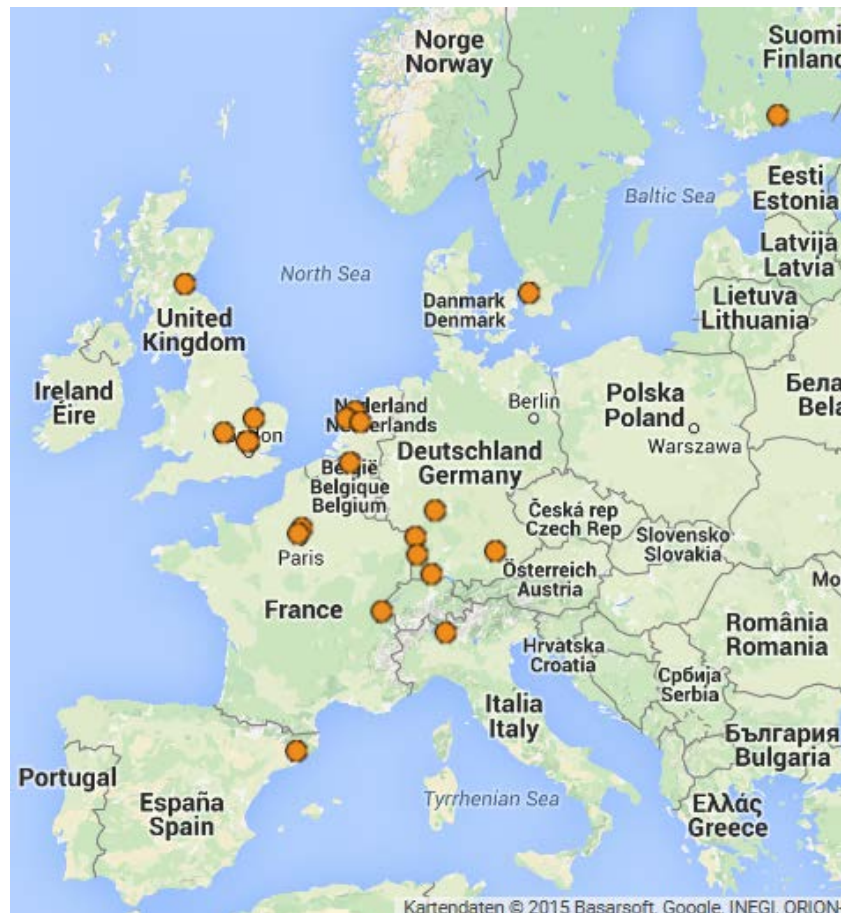 Norge
Norway
Suomi
Finland
Eesti
Estonia
Baltic Sea
Latvija
Latvia
North Sea
Danmark
Denmark
Lietuva
Lithuania
United
Kingdom
Ireland
Éire
Nederland
Netherlands
Berlin
Polska
Poland
Warszawa
Deutschland
Germany
België
Belgique
Belgium
Česká rep
Czech Rep
Slovensko
Slovakia
Paris
Österreich
Austria
France
România
Romania
Hrvatska
Croatia
Србија
Serbia
Italia
Italy
България
Bulgaria
Portugal
España
Spain
Tyrrhenian Sea
Ελλάς
Greece
Kartendaten © 2015 Basarsoft, Google, INEGI, ORION-